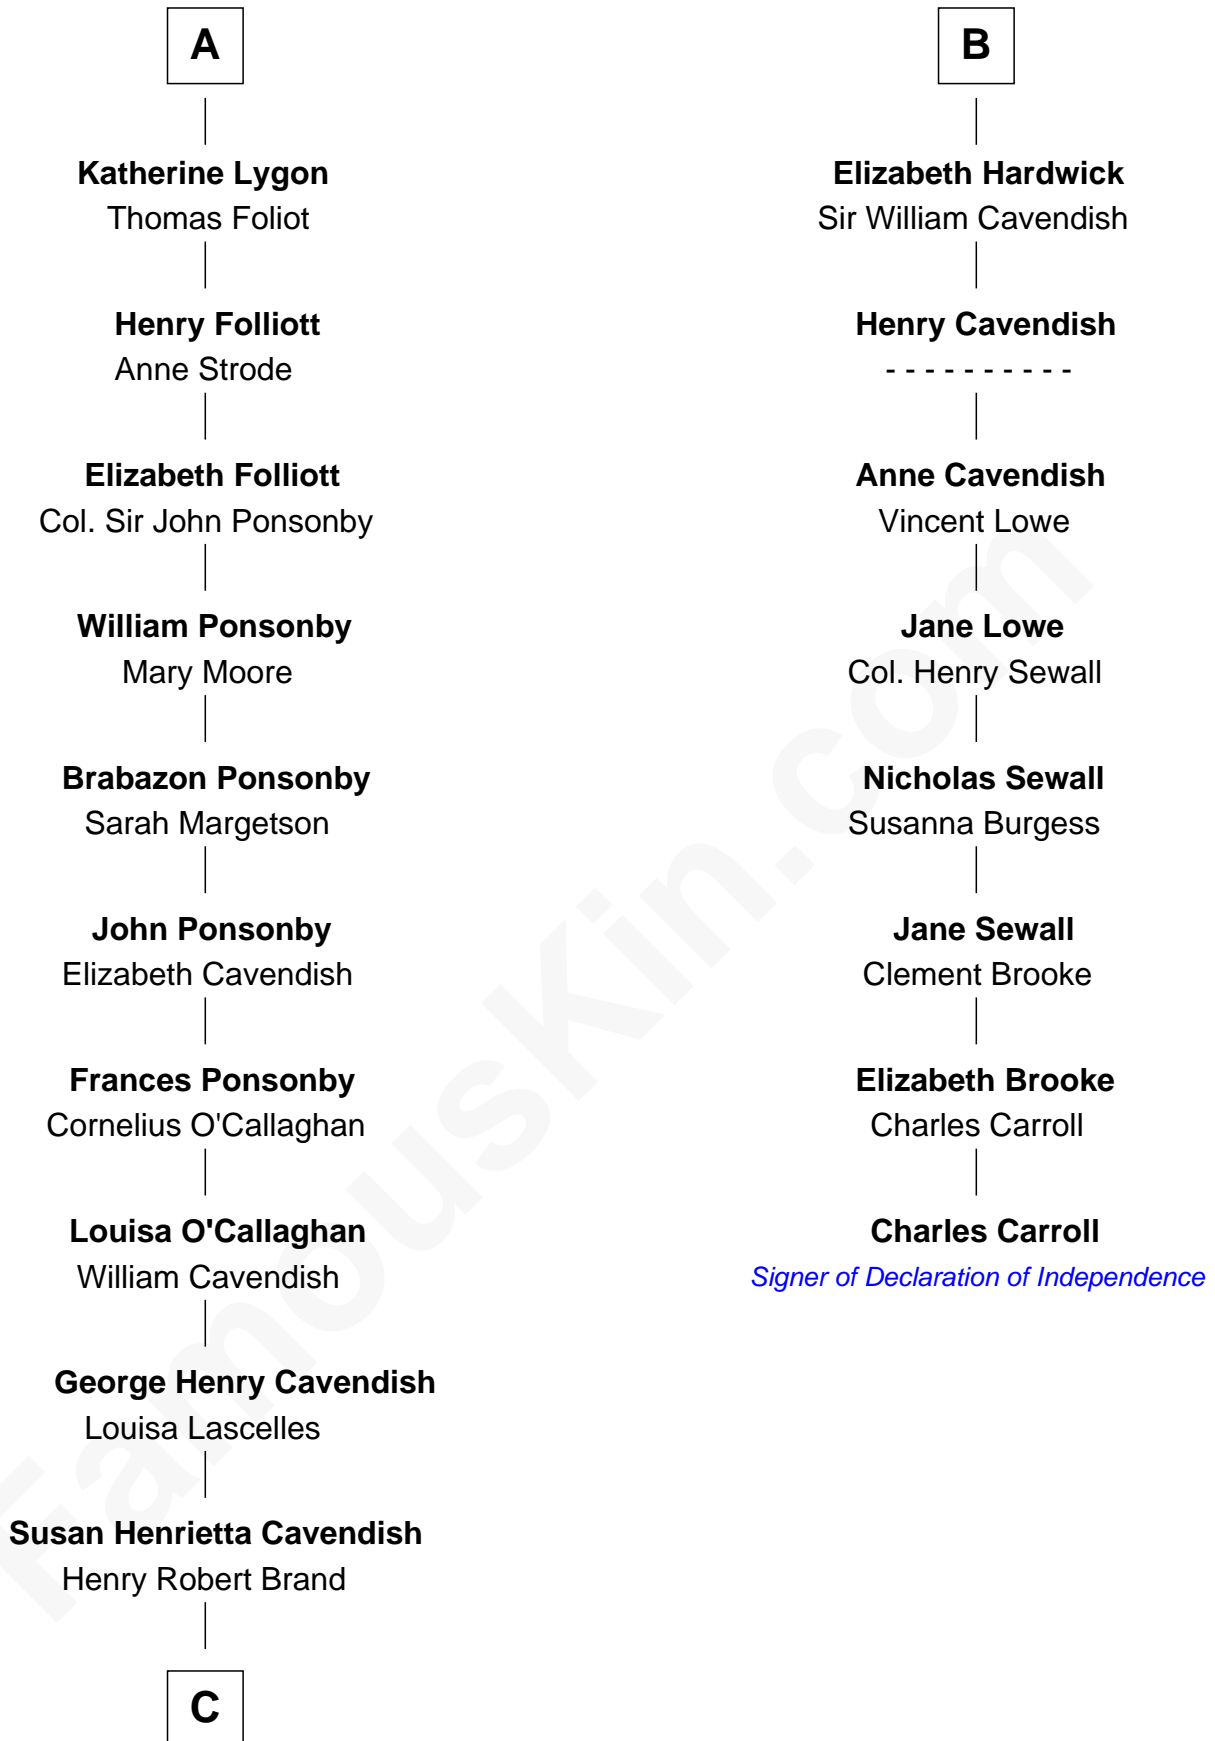 A
Katherine Lygon
Thomas Foliot
Henry Folliott
Anne Strode
Elizabeth Folliott
Col. Sir John Ponsonby
William Ponsonby
Mary Moore
Brabazon Ponsonby
Sarah Margetson
John Ponsonby
Elizabeth Cavendish
Frances Ponsonby
Cornelius O'Callaghan
Louisa O'Callaghan
William Cavendish
George Henry Cavendish
Louisa Lascelles
Susan Henrietta Cavendish
Henry Robert Brand
C
B
Elizabeth Hardwick
Sir William Cavendish
Henry Cavendish
- - - - - - - - - -
Anne Cavendish
Vincent Lowe
Jane Lowe
Col. Henry Sewall
Nicholas Sewall
Susanna Burgess
Jane Sewall
Clement Brooke
Elizabeth Brooke
Charles Carroll
Charles Carroll
Signer of Declaration of Independence
FamousKin.com